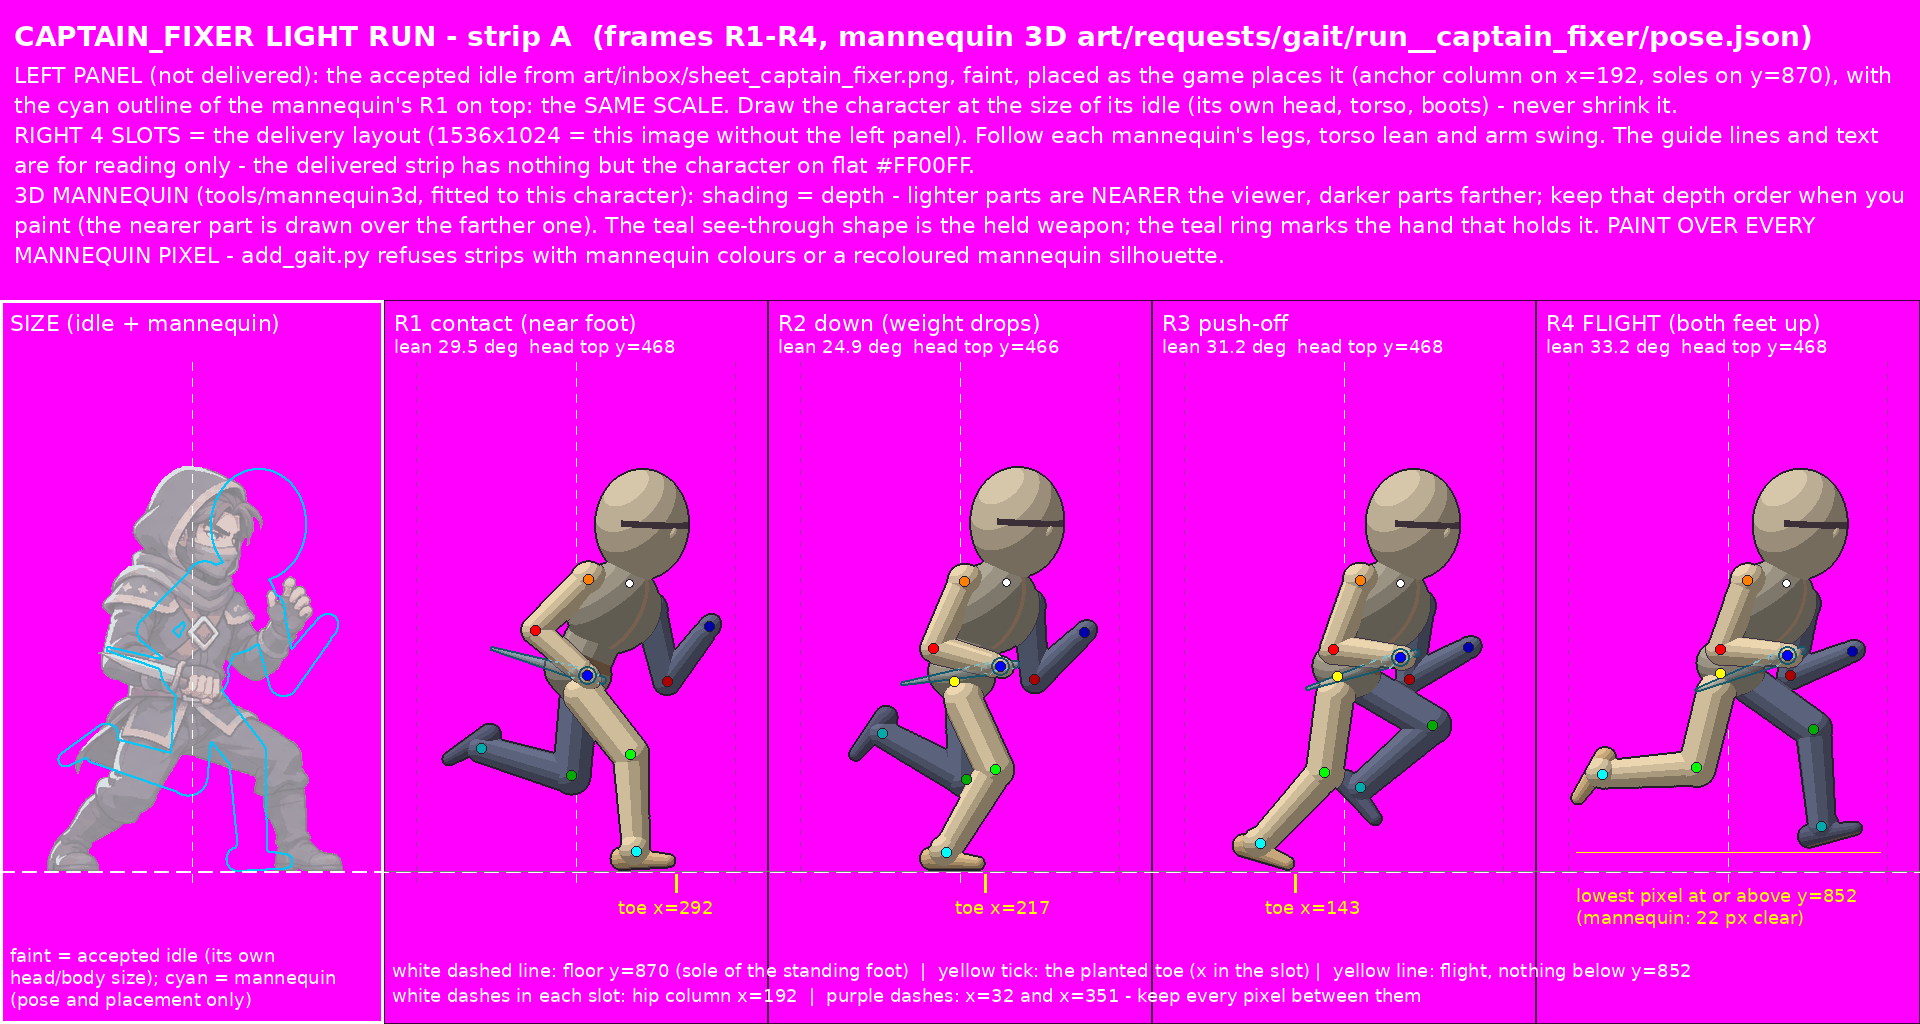 CAPTAIN_FIXER LIGHT RUN - strip A  (frames R1-R4, mannequin 3D art/requests/gait/run__captain_fixer/pose.json)
LEFT PANEL (not delivered): the accepted idle from art/inbox/sheet_captain_fixer.png, faint, placed as the game places it (anchor column on x=192, soles on y=870), with
the cyan outline of the mannequin's R1 on top: the SAME SCALE. Draw the character at the size of its idle (its own head, torso, boots) - never shrink it.
RIGHT 4 SLOTS = the delivery layout (1536x1024 = this image without the left panel). Follow each mannequin's legs, torso lean and arm swing. The guide lines and text
are for reading only - the delivered strip has nothing but the character on flat #FF00FF.
3D MANNEQUIN (tools/mannequin3d, fitted to this character): shading = depth - lighter parts are NEARER the viewer, darker parts farther; keep that depth order when you
paint (the nearer part is drawn over the farther one). The teal see-through shape is the held weapon; the teal ring marks the hand that holds it. PAINT OVER EVERY
MANNEQUIN PIXEL - add_gait.py refuses strips with mannequin colours or a recoloured mannequin silhouette.
SIZE (idle + mannequin)
R1 contact (near foot)
lean 29.5 deg  head top y=468
R2 down (weight drops)
lean 24.9 deg  head top y=466
R3 push-off
lean 31.2 deg  head top y=468
R4 FLIGHT (both feet up)
lean 33.2 deg  head top y=468
toe x=292
toe x=217
toe x=143
lowest pixel at or above y=852
(mannequin: 22 px clear)
faint = accepted idle (its own
head/body size); cyan = mannequin
(pose and placement only)
white dashed line: floor y=870 (sole of the standing foot)  |  yellow tick: the planted toe (x in the slot) |  yellow line: flight, nothing below y=852
white dashes in each slot: hip column x=192  |  purple dashes: x=32 and x=351 - keep every pixel between them